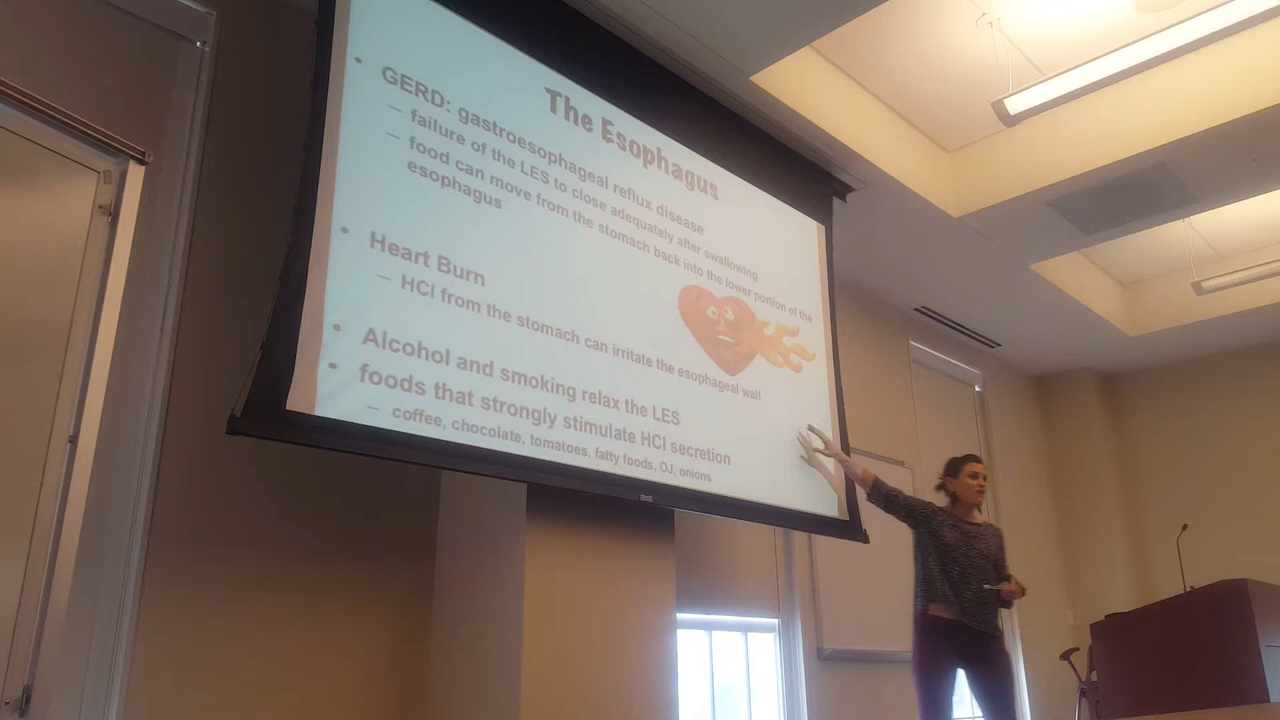 The Esophagus
• GERD: gastroesophageal reflux disease
– failure of the LES to close adequately after swallowing
– food can move from the stomach back into the lower portion of the
esophagus
• Heart Burn
– HCl from the stomach can irritate the esophageal wall
• Alcohol and smoking relax the LES
• foods that strongly stimulate HCl secretion
– coffee, chocolate, tomatoes, fatty foods, OJ, onions